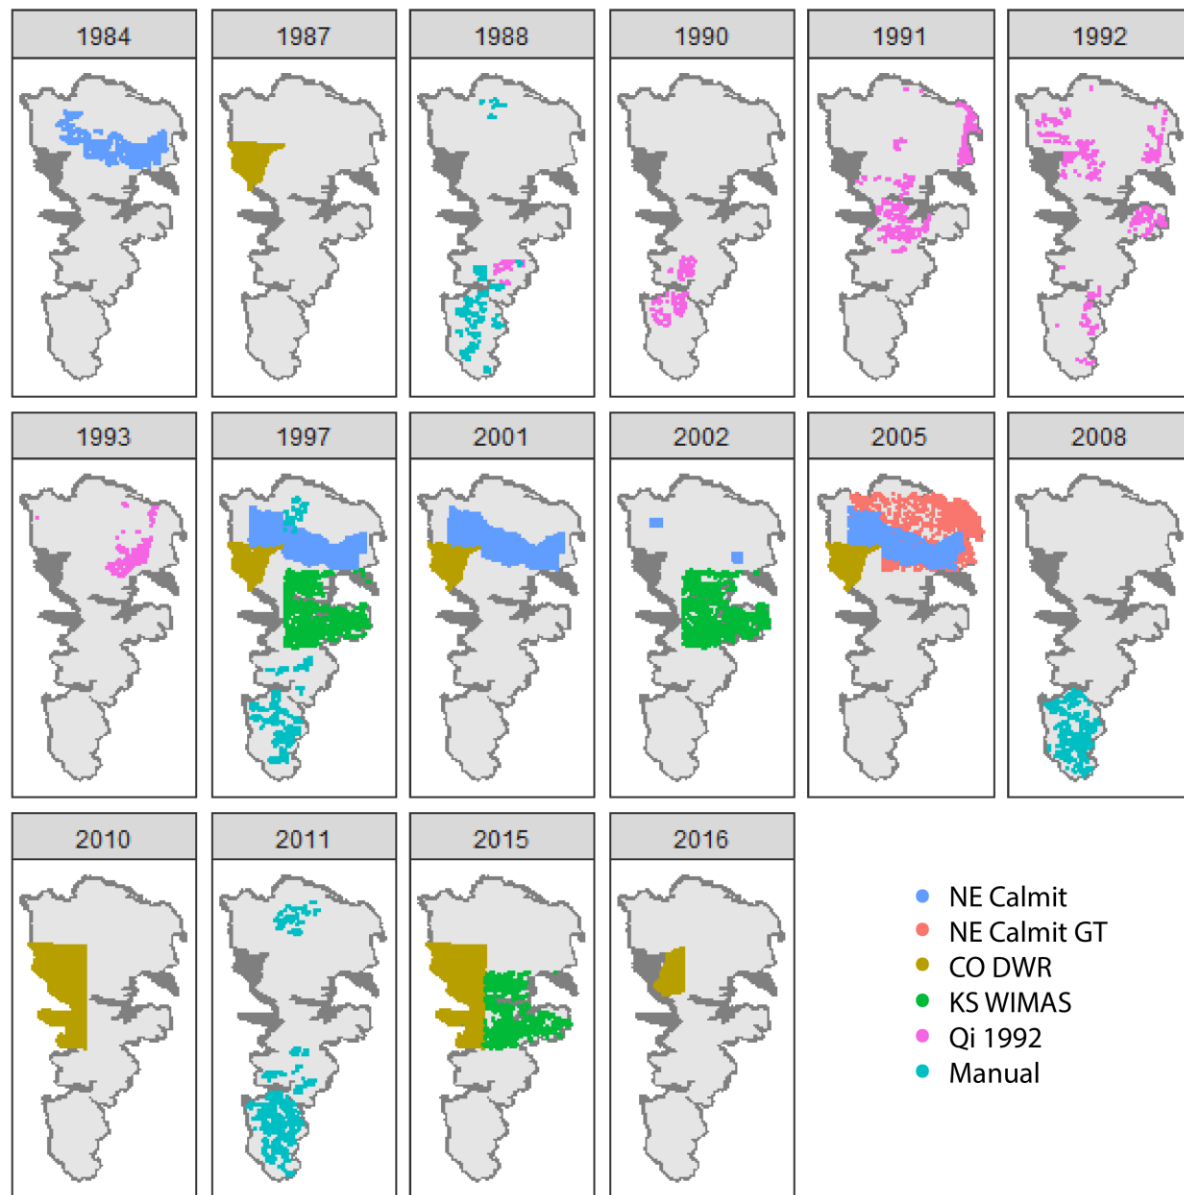 1984 1987 1988 1990 1991 1992
1993 1997 2001 2002 2005 2008
2010 2011 2015 2016
NE Calmit
NE Calmit GT
CO DWR
KS WIMAS
Qi 1992
Manual